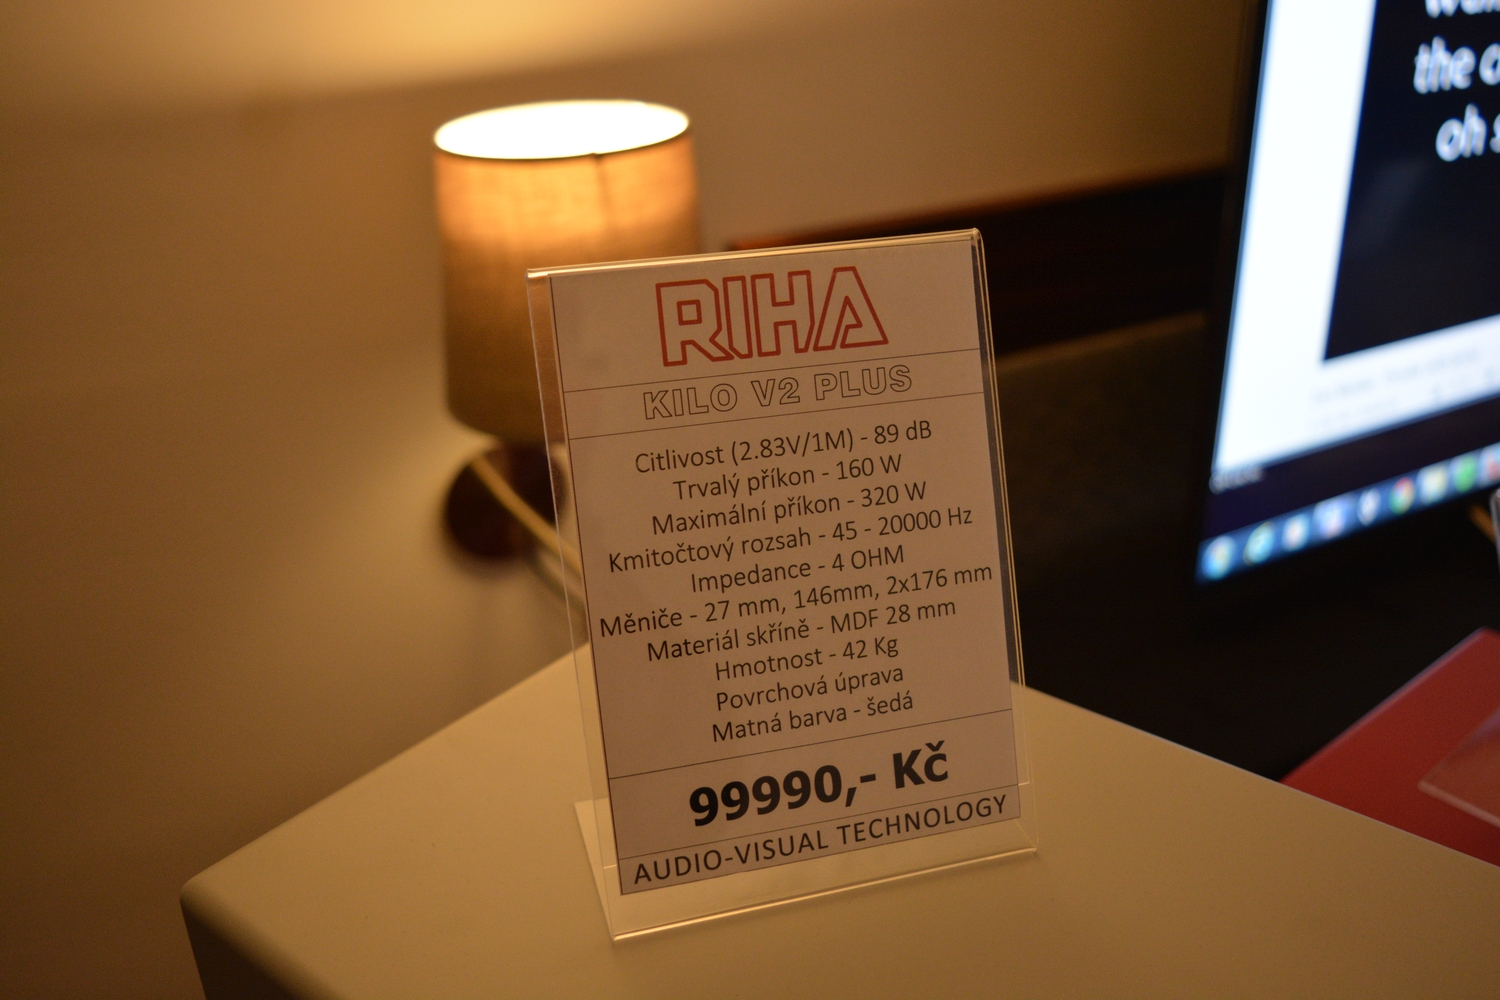 RIHA
KILO V2 PLUS
Citlivost (2.83V/1M) - 89 dB
Trvalý příkon - 160 W
Maximální příkon - 320 W
Kmitočtový rozsah - 45 - 20000 Hz
Impedance - 4 OHM
Měniče - 27 mm, 146mm, 2x176 mm
Materiál skříně - MDF 28 mm
Hmotnost - 42 Kg
Povrchová úprava
Matná barva - šedá
99990,- Kč
AUDIO-VISUAL TECHNOLOGY
the
oh